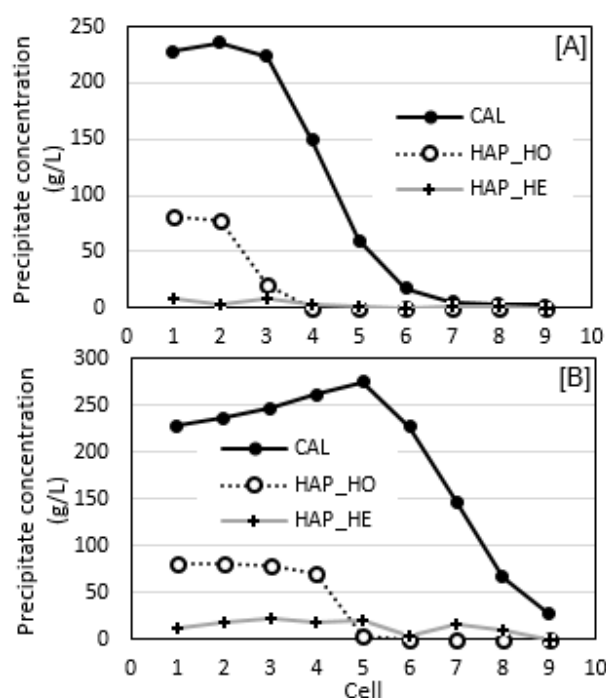 [A]
Precipitate concentration
(g/L)
250
200
150
100
50
0
CAL
HAP_HO
HAP_HE
0 1 2 3 4 5 6 7 8 9 10
[B]
Precipitate concentration
(g/L)
300
250
200
150
100
50
0
CAL
HAP_HO
HAP_HE
0 1 2 3 4 5 6 7 8 9 10
Cell